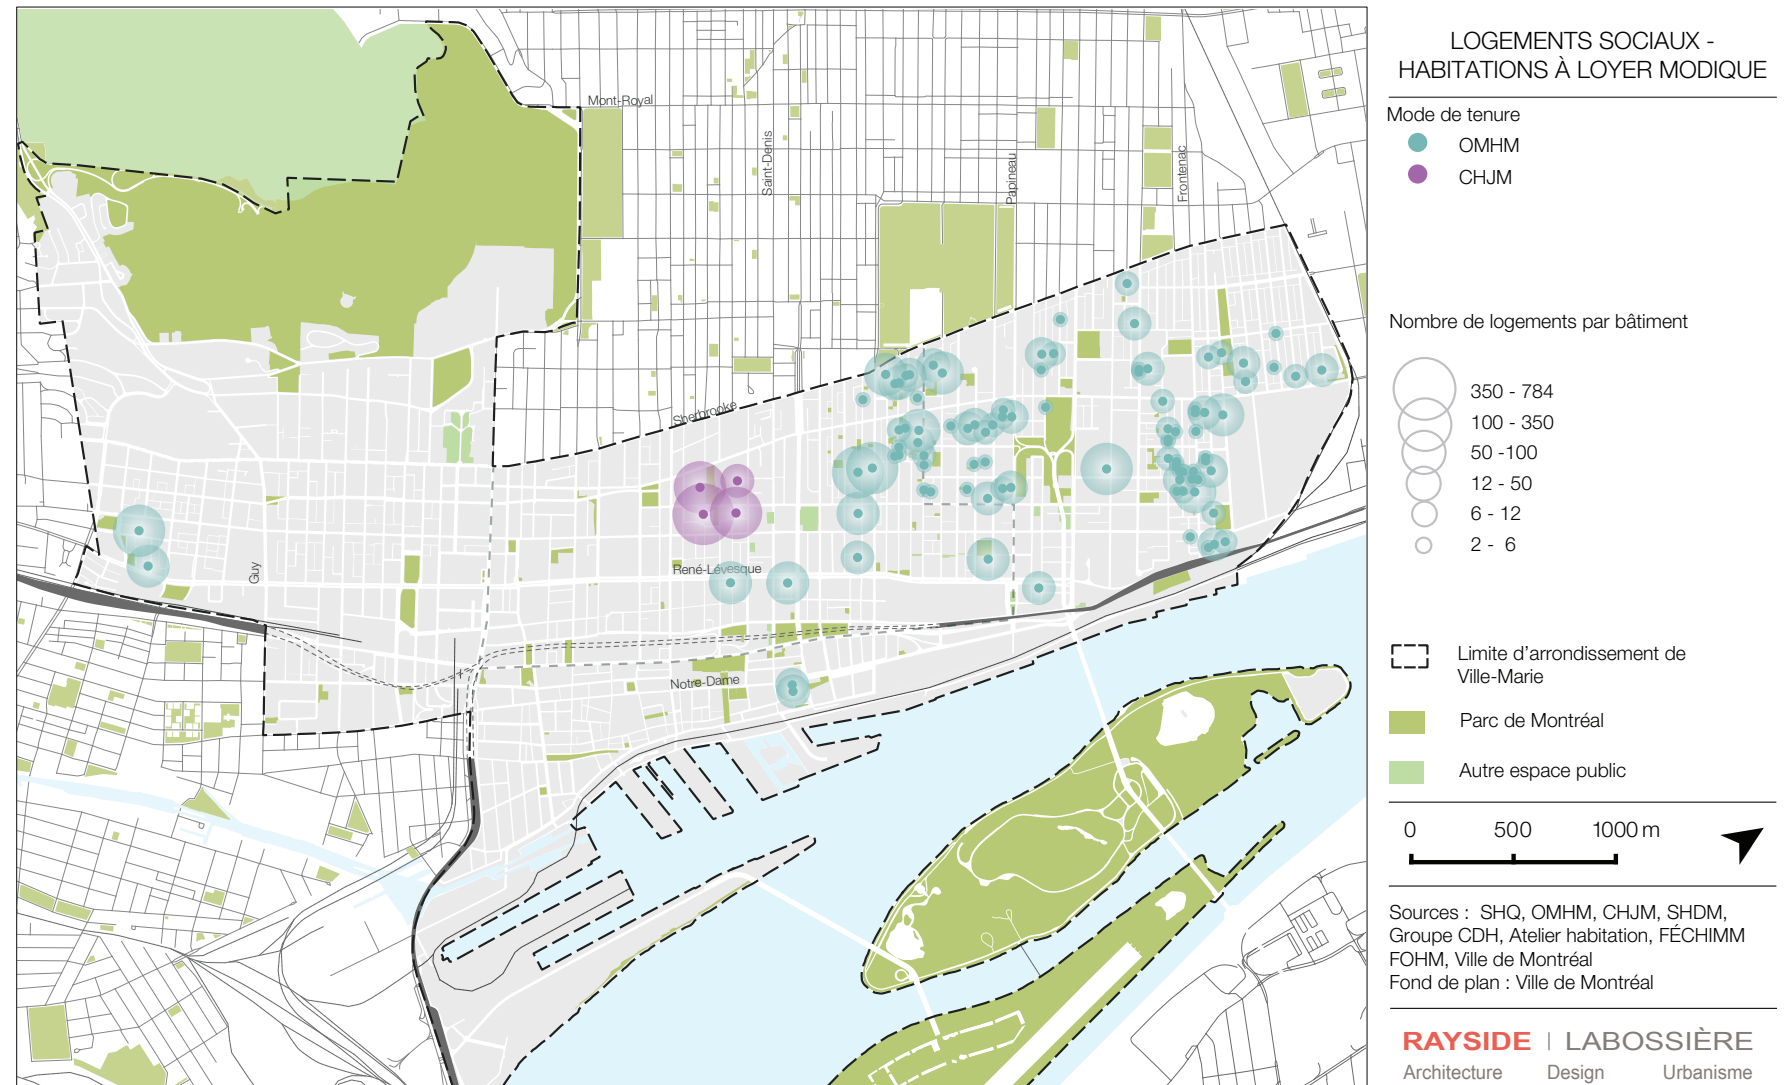 LOGEMENTS SOCIAUX -
HABITATIONS À LOYER MODIQUE
Mode de tenure
OMHM
CHJM
Nombre de logements par bâtiment
350 - 784
100 - 350
50 -100
12 - 50
6 - 12
2 - 6
Limite d'arrondissement de
Ville-Marie
Parc de Montréal
Autre espace public
0 500 1000 m
Sources : SHQ, OMHM, CHJM, SHDM,
Groupe CDH, Atelier habitation, FÉCHIMM
FOHM, Ville de Montréal
Fond de plan : Ville de Montréal
RAYSIDE | LABOSSIÈRE
Architecture Design Urbanisme
Mont-Royal
Saint-Denis
Papineau
Frontenac
Sherbrooke
Guy
René-Lévesque
Notre-Dame